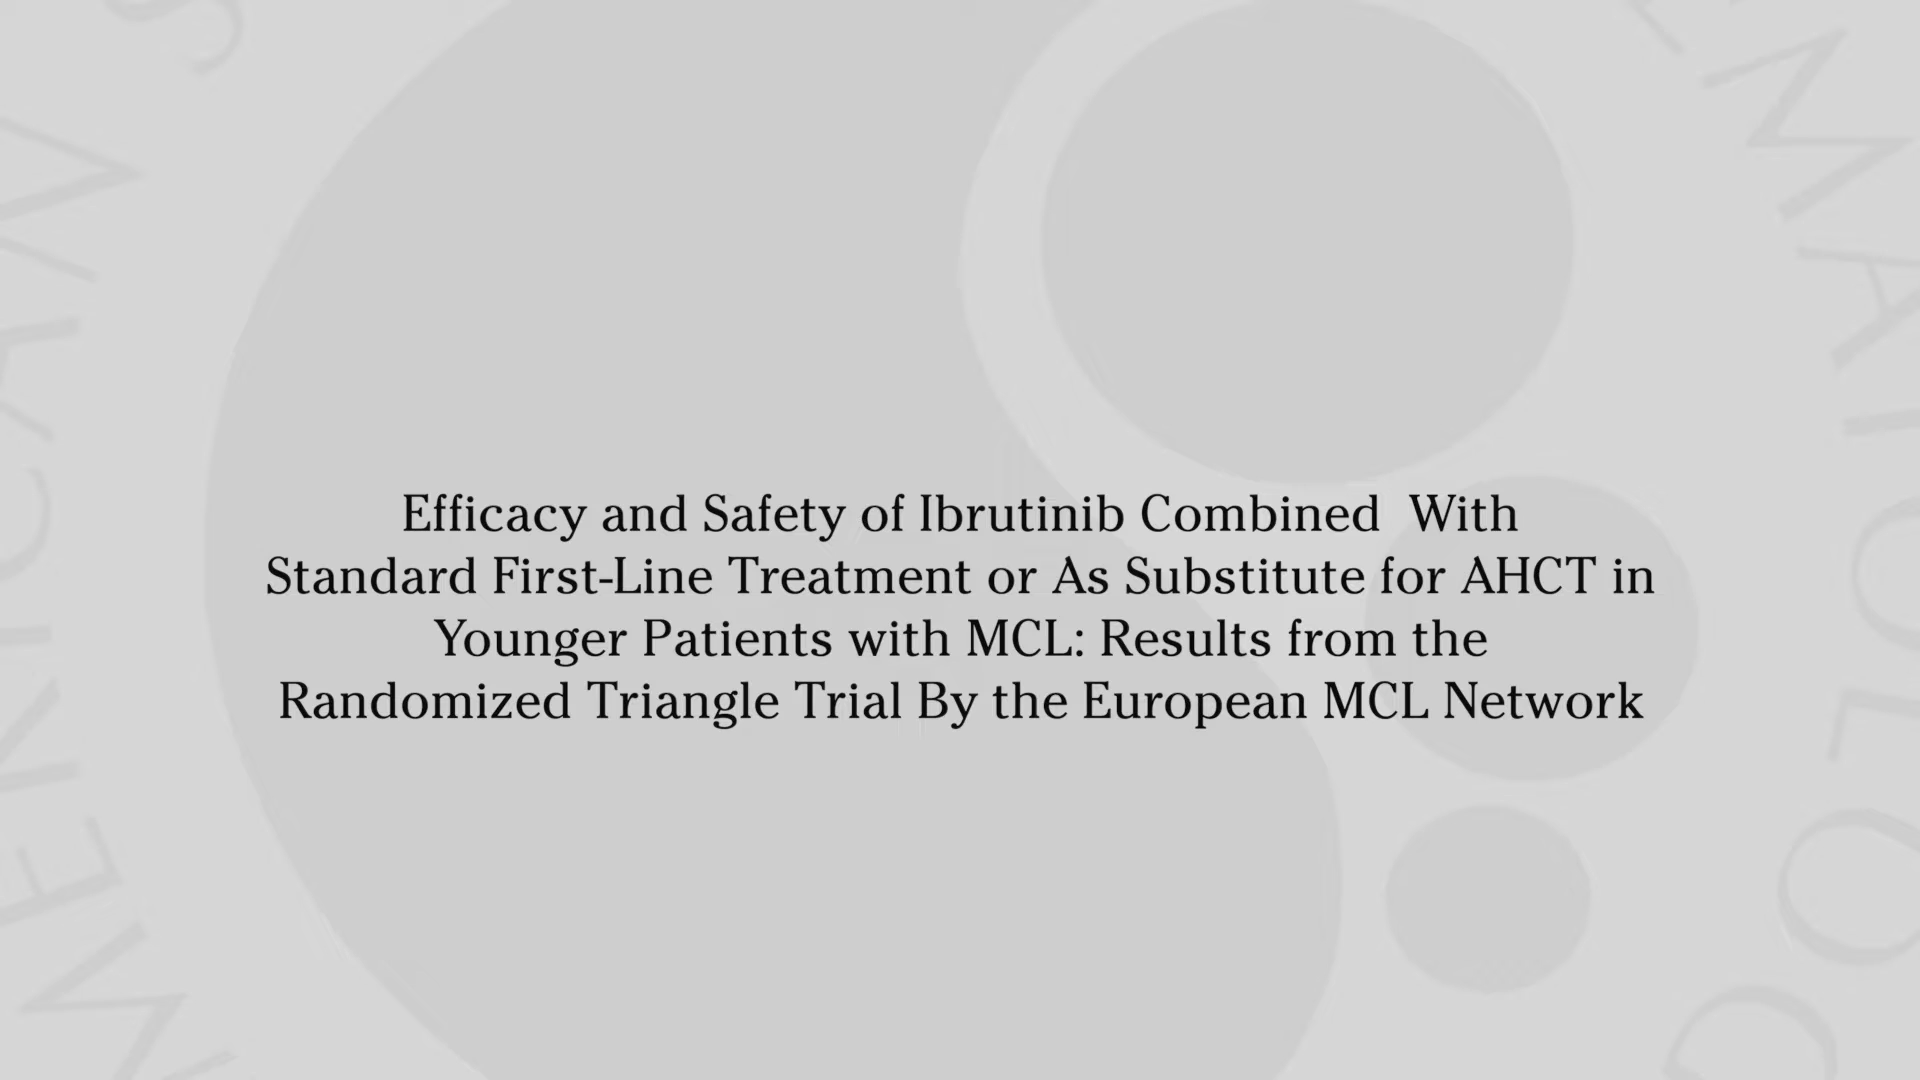 Efficacy and Safety of Ibrutinib Combined  With
Standard First-Line Treatment or As Substitute for AHCT in
Younger Patients with MCL: Results from the
Randomized Triangle Trial By the European MCL Network